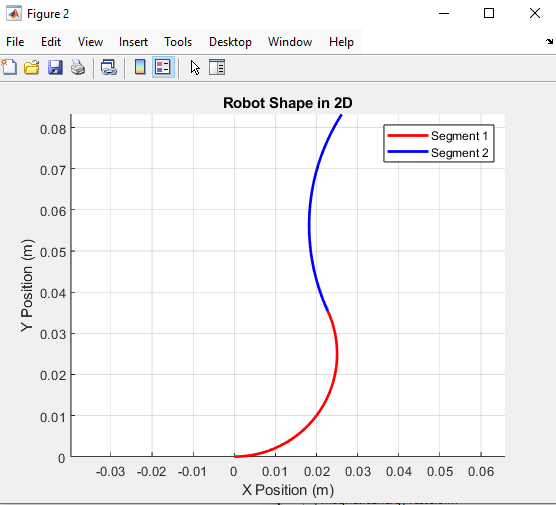 Figure 2
File Edit View Insert Tools Desktop Window Help
Robot Shape in 2D
Segment 1
Segment 2
0.08
0.07
0.06
0.05
0.04
0.03
0.02
0.01
0
Y Position (m)
-0.03 -0.02 -0.01 0 0.01 0.02 0.03 0.04 0.05 0.06
X Position (m)